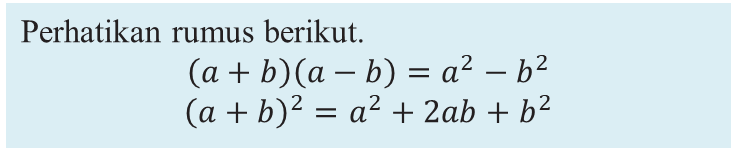 Perhatikan rumus berikut.
(a + b)(a − b) = a² − b²
(a + b)² = a² + 2ab + b²